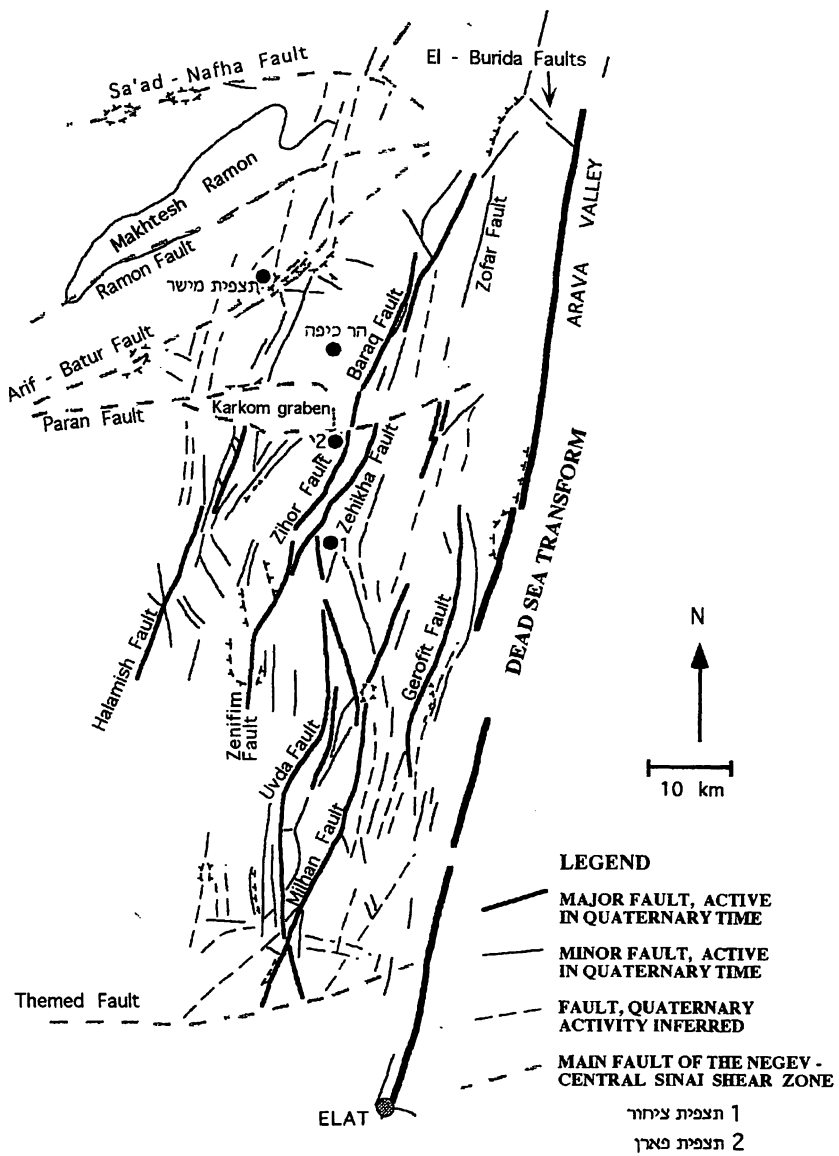 El - Burida Faults
Sa'ad - Nafha Fault
Makhtesh Ramon
Ramon Fault
Zofar Fault
ARAVA VALLEY
תצפית מישר
הר כיפה
Baraq Fault
Arif - Batur Fault
Paran Fault
Karkom graben
2
Zihor Fault
Zehikha Fault
1
DEAD SEA TRANSFORM
Halamish Fault
Zenifim
Fault
Gerofit Fault
Uvda Fault
Milhan Fault
N
10 km
LEGEND
MAJOR FAULT, ACTIVE
IN QUATERNARY TIME
MINOR FAULT, ACTIVE
IN QUATERNARY TIME
FAULT, QUATERNARY
ACTIVITY INFERRED
MAIN FAULT OF THE NEGEV -
CENTRAL SINAI SHEAR ZONE
Themed Fault
ELAT
1 תצפית ציחור
2 תצפית פארן